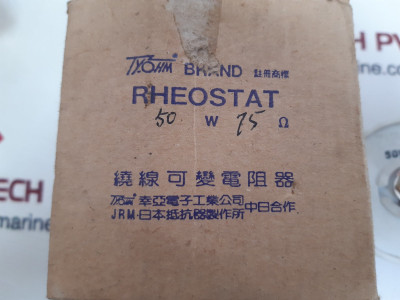 TYOHM BRAND 註冊商標
RHEOSTAT
50 W 75 Ω
繞線可變電阻器
TYOHM 幸亞電子工業公司
JRM·日本抵抗器製作所 中日合作
TECH
marine.